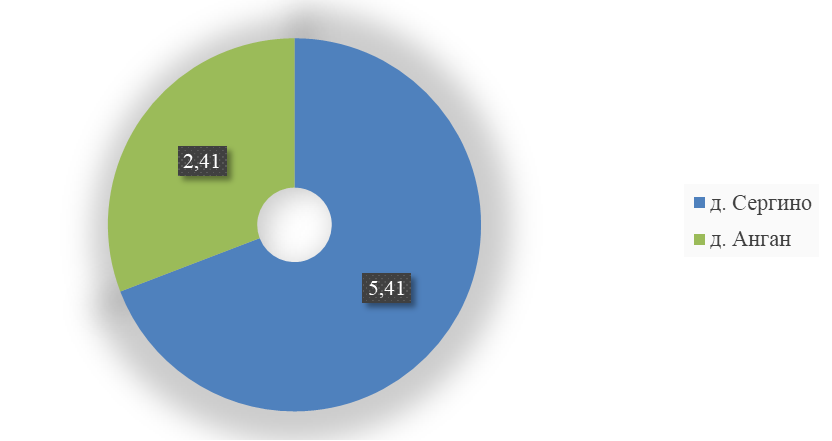 2,41
5,41
д. Сергино
д. Анган